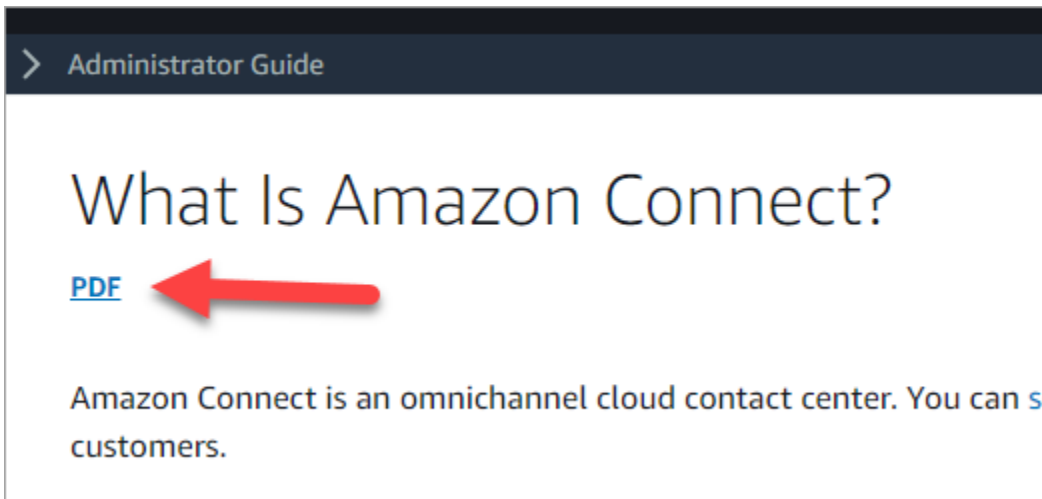 Administrator Guide
What Is Amazon Connect?
PDF
Amazon Connect is an omnichannel cloud contact center. You can
customers.